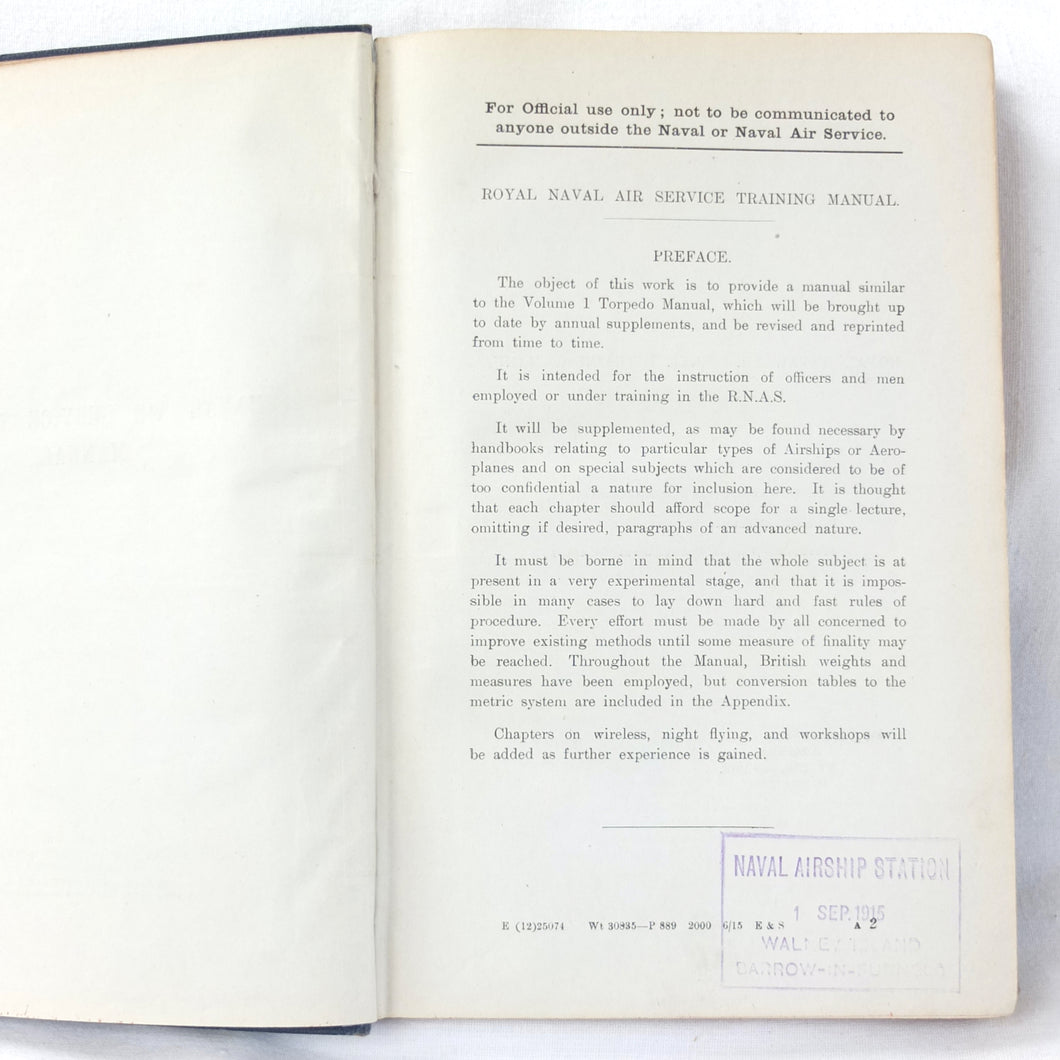 For Official use only; not to be communicated to
anyone outside the Naval or Naval Air Service.
ROYAL NAVAL AIR SERVICE TRAINING MANUAL.
PREFACE.
The object of this work is to provide a manual similar
to the Volume 1 Torpedo Manual, which will be brought up
to date by annual supplements, and be revised and reprinted
from time to time.
It is intended for the instruction of officers and men
employed or under training in the R.N.A.S.
It will be supplemented, as may be found necessary by
handbooks relating to particular types of Airships or Aero-
planes and on special subjects which are considered to be of
too confidential a nature for inclusion here. It is thought
that each chapter should afford scope for a single lecture,
omitting if desired, paragraphs of an advanced nature.
It must be borne in mind that the whole subject is at
present in a very experimental stage, and that it is impos-
sible in many cases to lay down hard and fast rules of
procedure. Every effort must be made by all concerned to
improve existing methods until some measure of finality may
be reached. Throughout the Manual, British weights and
measures have been employed, but conversion tables to the
metric system are included in the Appendix.
Chapters on wireless, night flying, and workshops will
be added as further experience is gained.
NAVAL AIRSHIP STATION
1 SEP. 1915
E (12)25074 Wt 30835—P 889 2000 6/15 E & S A 2
BARROW-IN-FURNESS